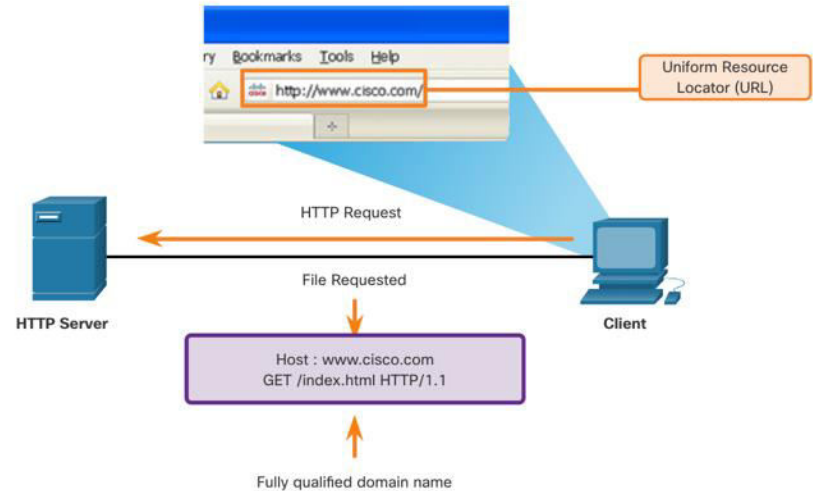 ry Bookmarks Tools Help
http://www.cisco.com/
Uniform Resource
Locator (URL)
HTTP Request
File Requested
HTTP Server
Client
Host : www.cisco.com
GET /index.html HTTP/1.1
Fully qualified domain name